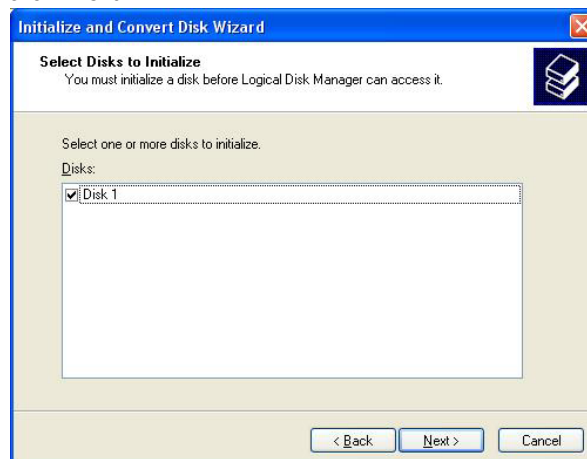 Initialize and Convert Disk Wizard
Select Disks to Initialize
You must initialize a disk before Logical Disk Manager can access it.
Select one or more disks to initialize.
Disks:
Disk 1
< Back
Next >
Cancel